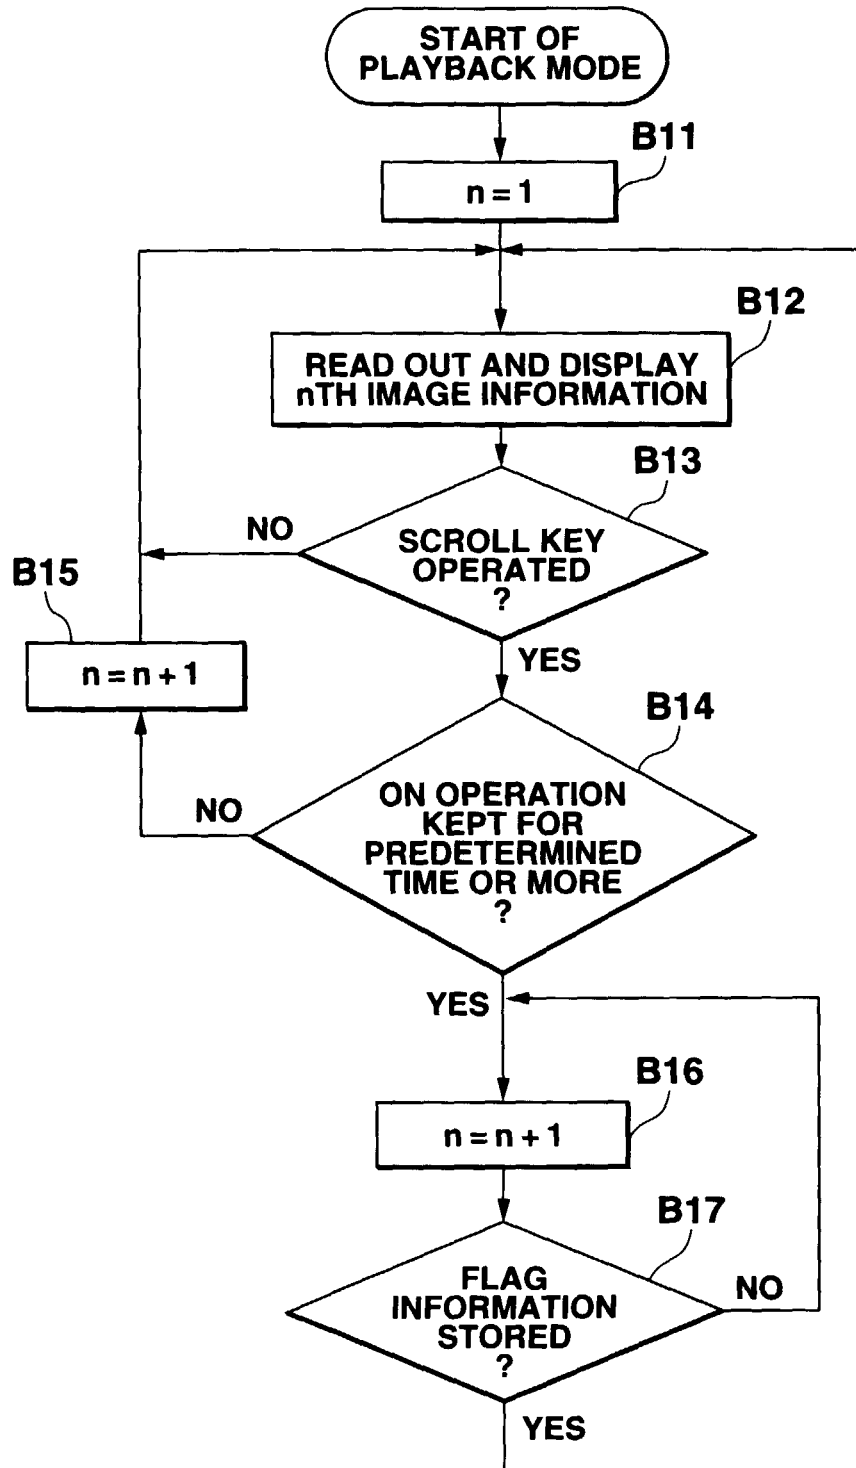 START OF
PLAYBACK MODE
B11
n = 1
B12
READ OUT AND DISPLAY
nTH IMAGE INFORMATION
B13
NO
SCROLL KEY
OPERATED
?
B15
YES
n = n + 1
B14
NO
ON OPERATION
KEPT FOR
PREDETERMINED
TIME OR MORE
?
YES
B16
n = n + 1
B17
FLAG
INFORMATION
STORED
?
NO
YES